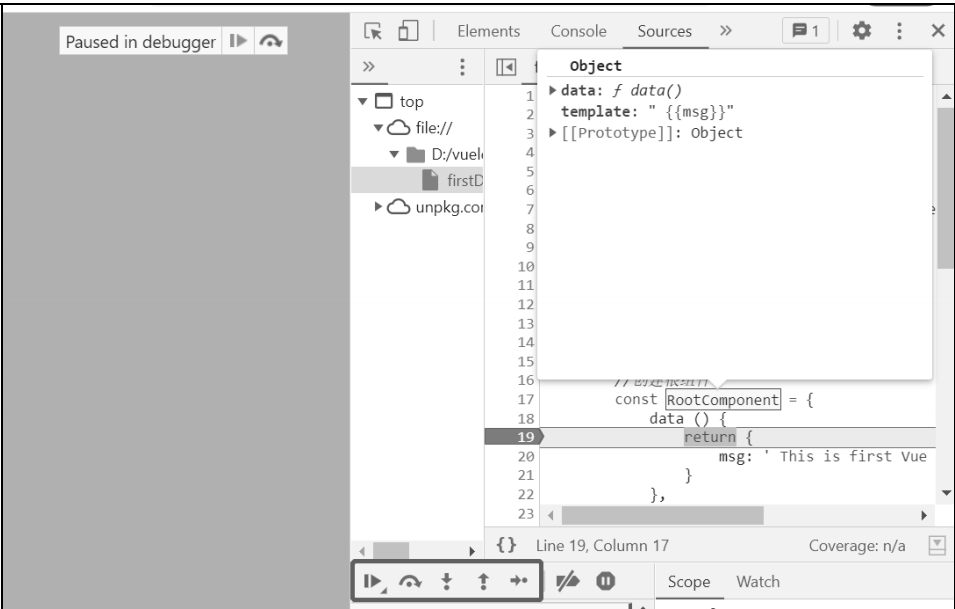 Paused in debugger
Elements Console Sources » 1
»
Object
data: ƒ data()
template: " {{msg}}"
[[Prototype]]: Object
top
file://
D:/vuele
firstD
unpkg.cor
1
2
3
4
5
6
7
8
9
10
11
12
13
14
15
16 //创建根组件
17 const RootComponent = {
18 data () {
19 return {
20 msg: ' This is first Vue
21 }
22 },
23
{} Line 19, Column 17 Coverage: n/a
Scope Watch